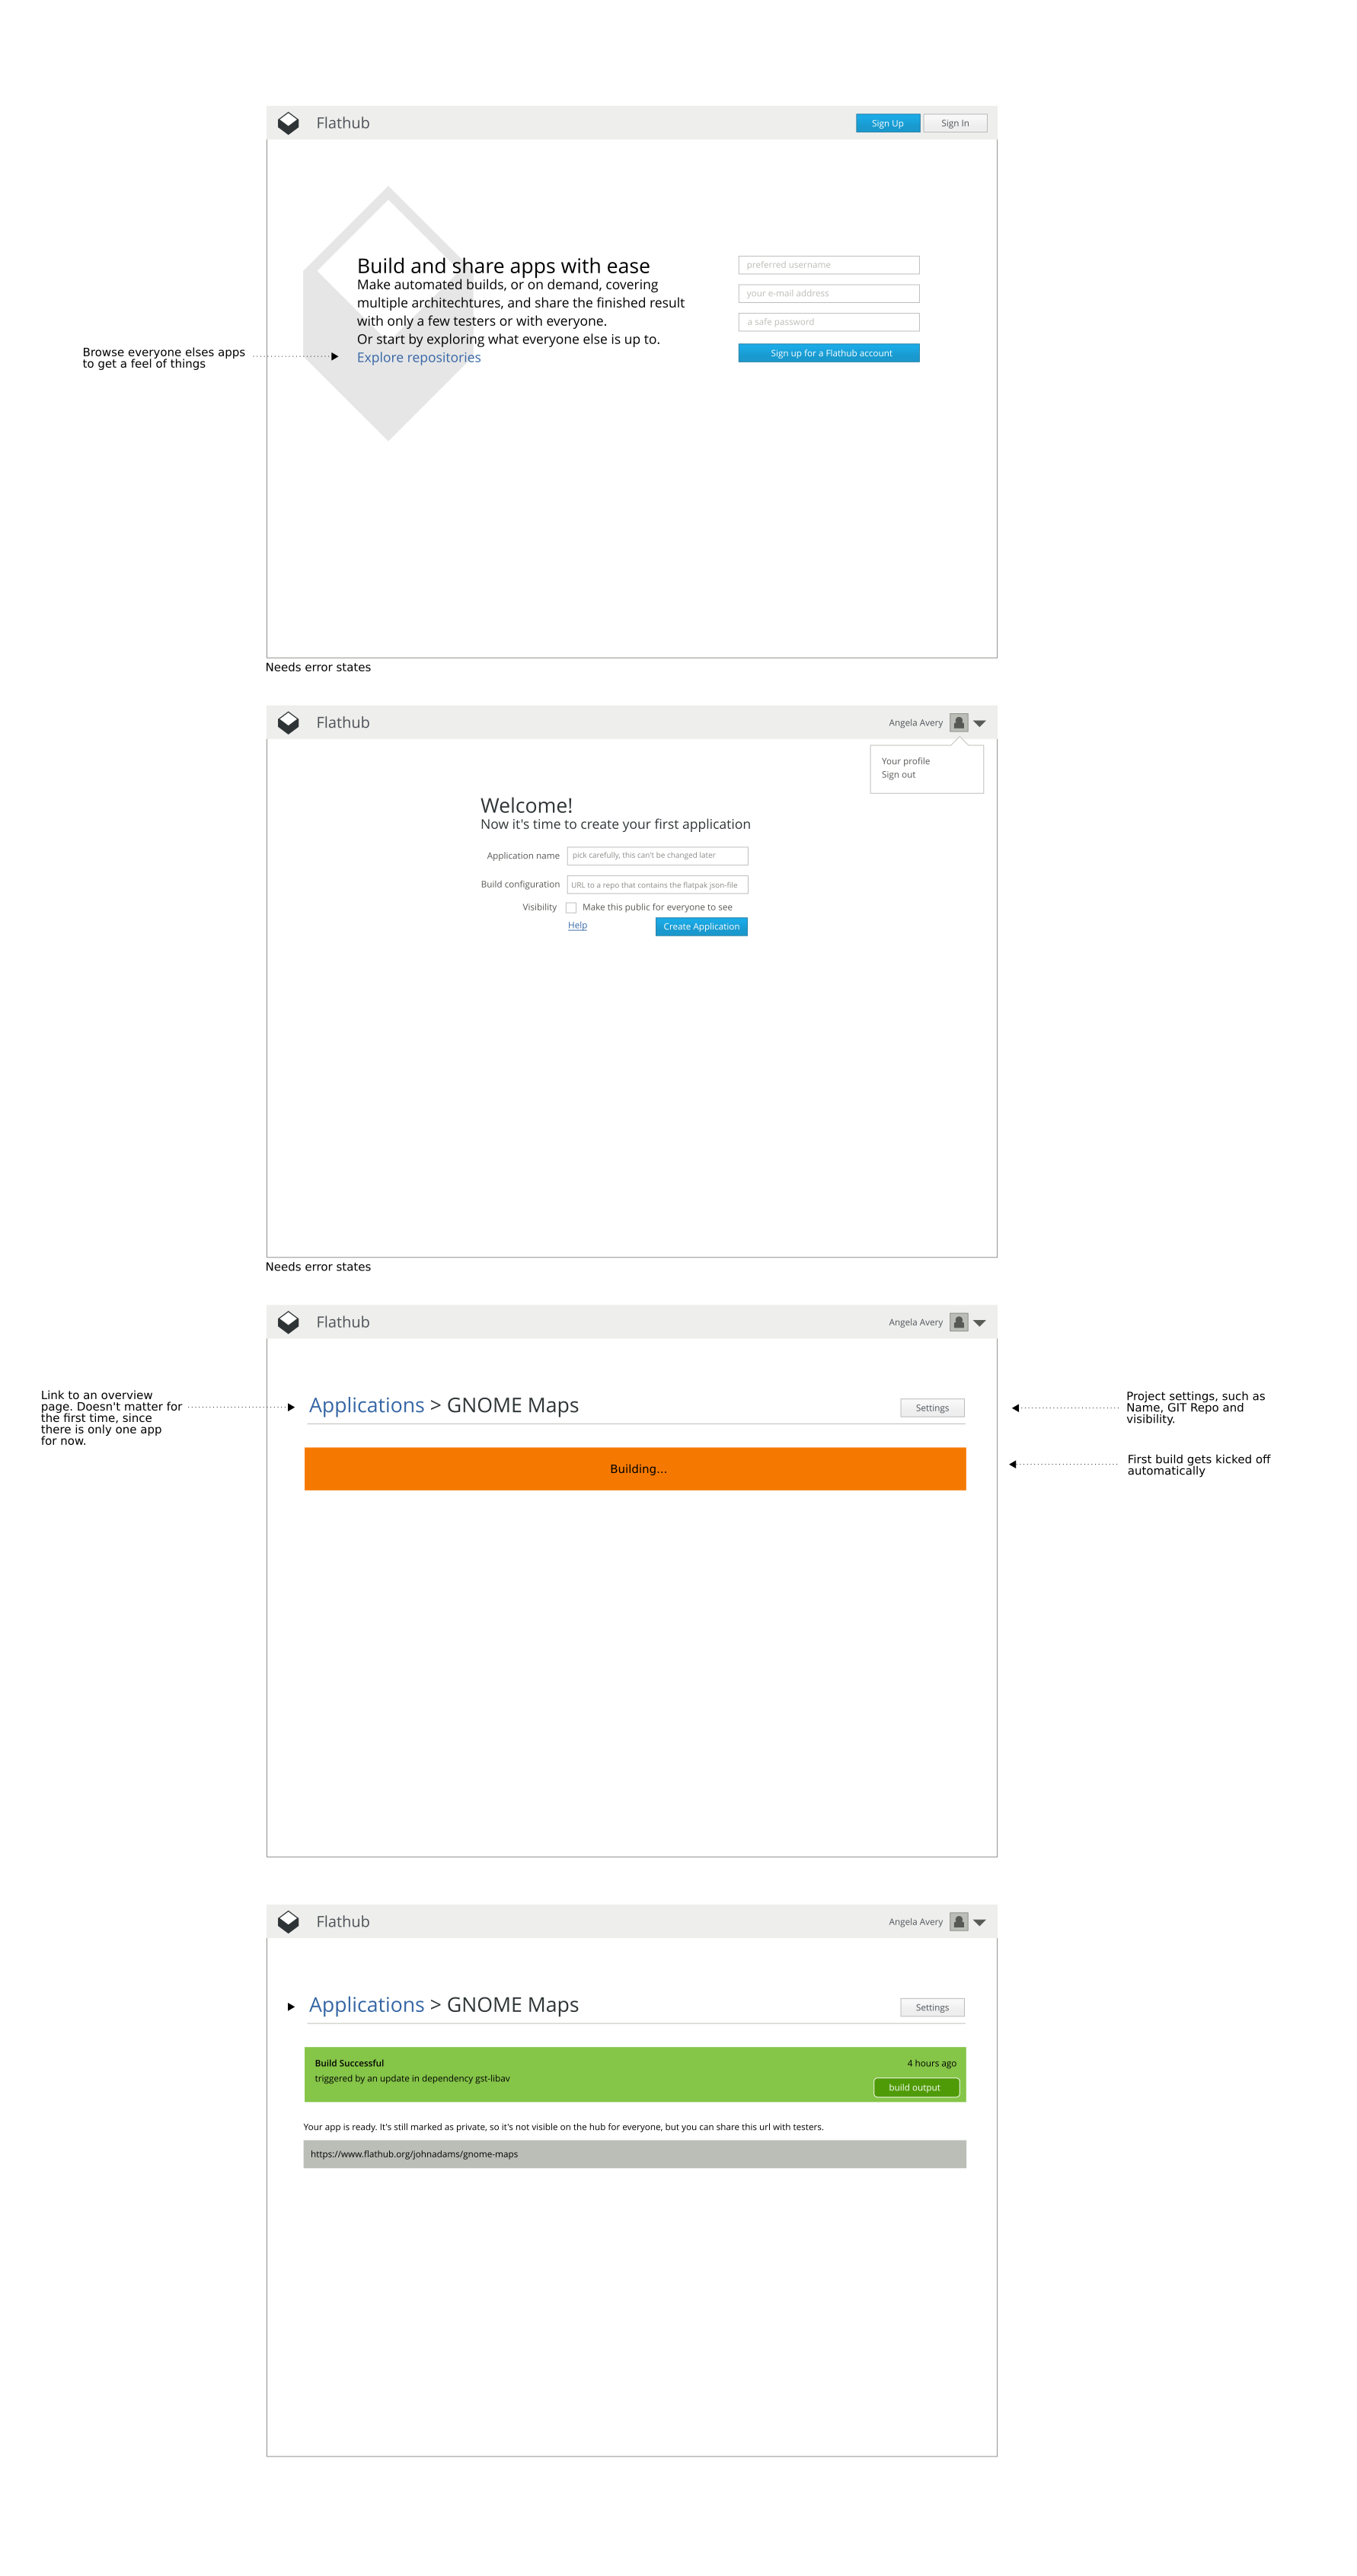 Flathub
Sign Up
Sign In
Build and share apps with ease
Make automated builds, or on demand, covering
multiple architechtures, and share the finished result
with only a few testers or with everyone.
Or start by exploring what everyone else is up to.
Explore repositories
preferred username
your e-mail address
a safe password
Sign up for a Flathub account
Browse everyone elses apps
to get a feel of things
Needs error states
Flathub
Angela Avery
Your profile
Sign out
Welcome!
Now it's time to create your first application
Application name
pick carefully, this can't be changed later
Build configuration
URL to a repo that contains the flatpak json-file
Visibility
Make this public for everyone to see
Help
Create Application
Needs error states
Flathub
Angela Avery
Link to an overview
page. Doesn't matter for
the first time, since
there is only one app
for now.
Applications > GNOME Maps
Settings
Project settings, such as
Name, GIT Repo and
visibility.
Building...
First build gets kicked off
automatically
Flathub
Angela Avery
Applications > GNOME Maps
Settings
Build Successful
4 hours ago
triggered by an update in dependency gst-libav
build output
Your app is ready. It's still marked as private, so it's not visible on the hub for everyone, but you can share this url with testers.
https://www.flathub.org/johnadams/gnome-maps